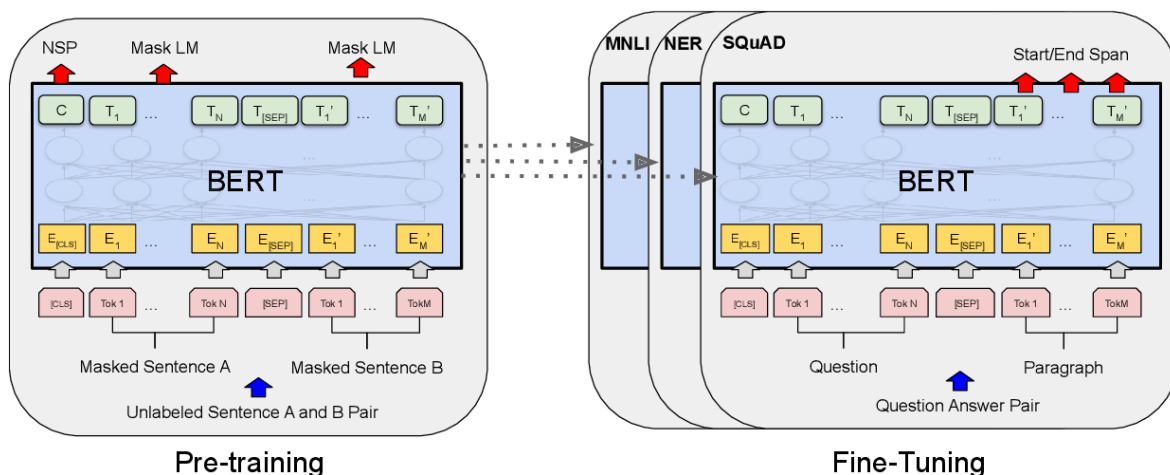 NSP Mask LM Mask LM
C T1 ... TN T[SEP] T1' ... TM'
...
BERT
...
E[CLS] E1 ... EN E[SEP] E1' ... EM'
[CLS] Tok 1 ... Tok N [SEP] Tok 1 ... TokM
Masked Sentence A Masked Sentence B
Unlabeled Sentence A and B Pair
Pre-training
MNLI NER SQuAD
Start/End Span
C T1 ... TN T[SEP] T1' ... TM'
...
BERT
...
E[CLS] E1 ... EN E[SEP] E1' ... EM'
[CLS] Tok 1 ... Tok N [SEP] Tok 1 ... TokM
Question Paragraph
Question Answer Pair
Fine-Tuning